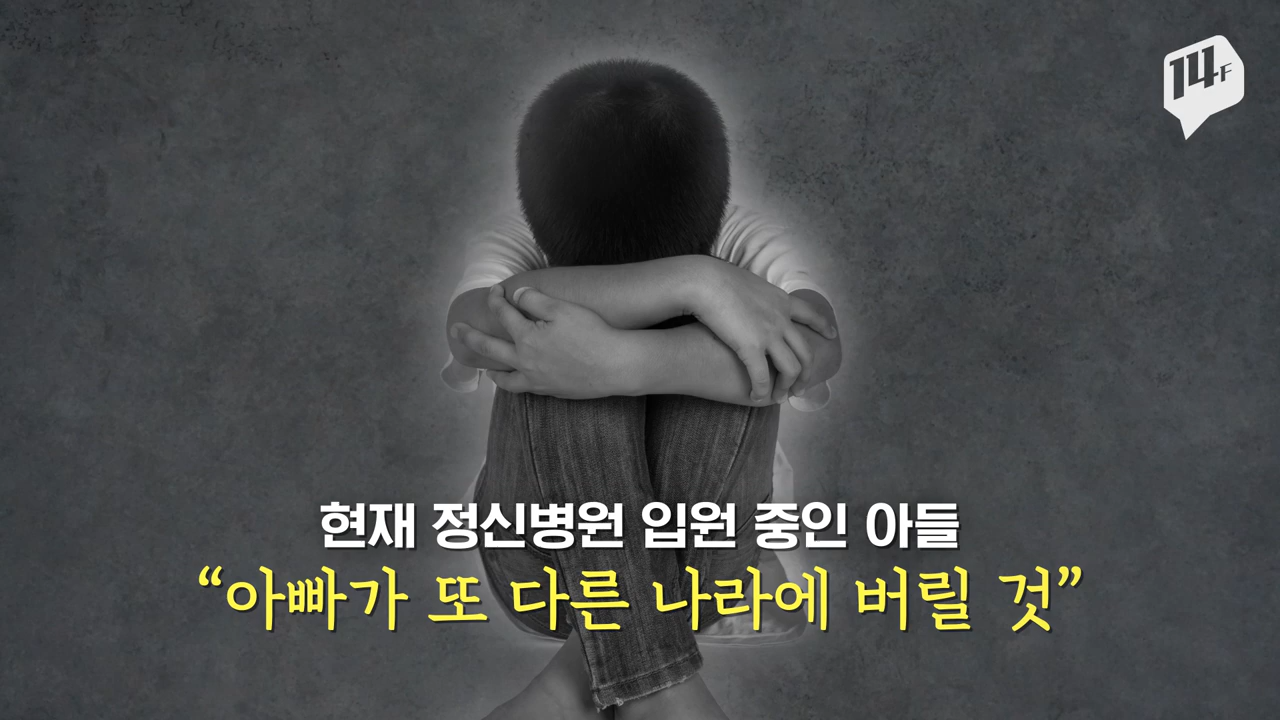 14F
현재 정신병원 입원 중인 아들
“아빠가 또 다른 나라에 버릴 것”